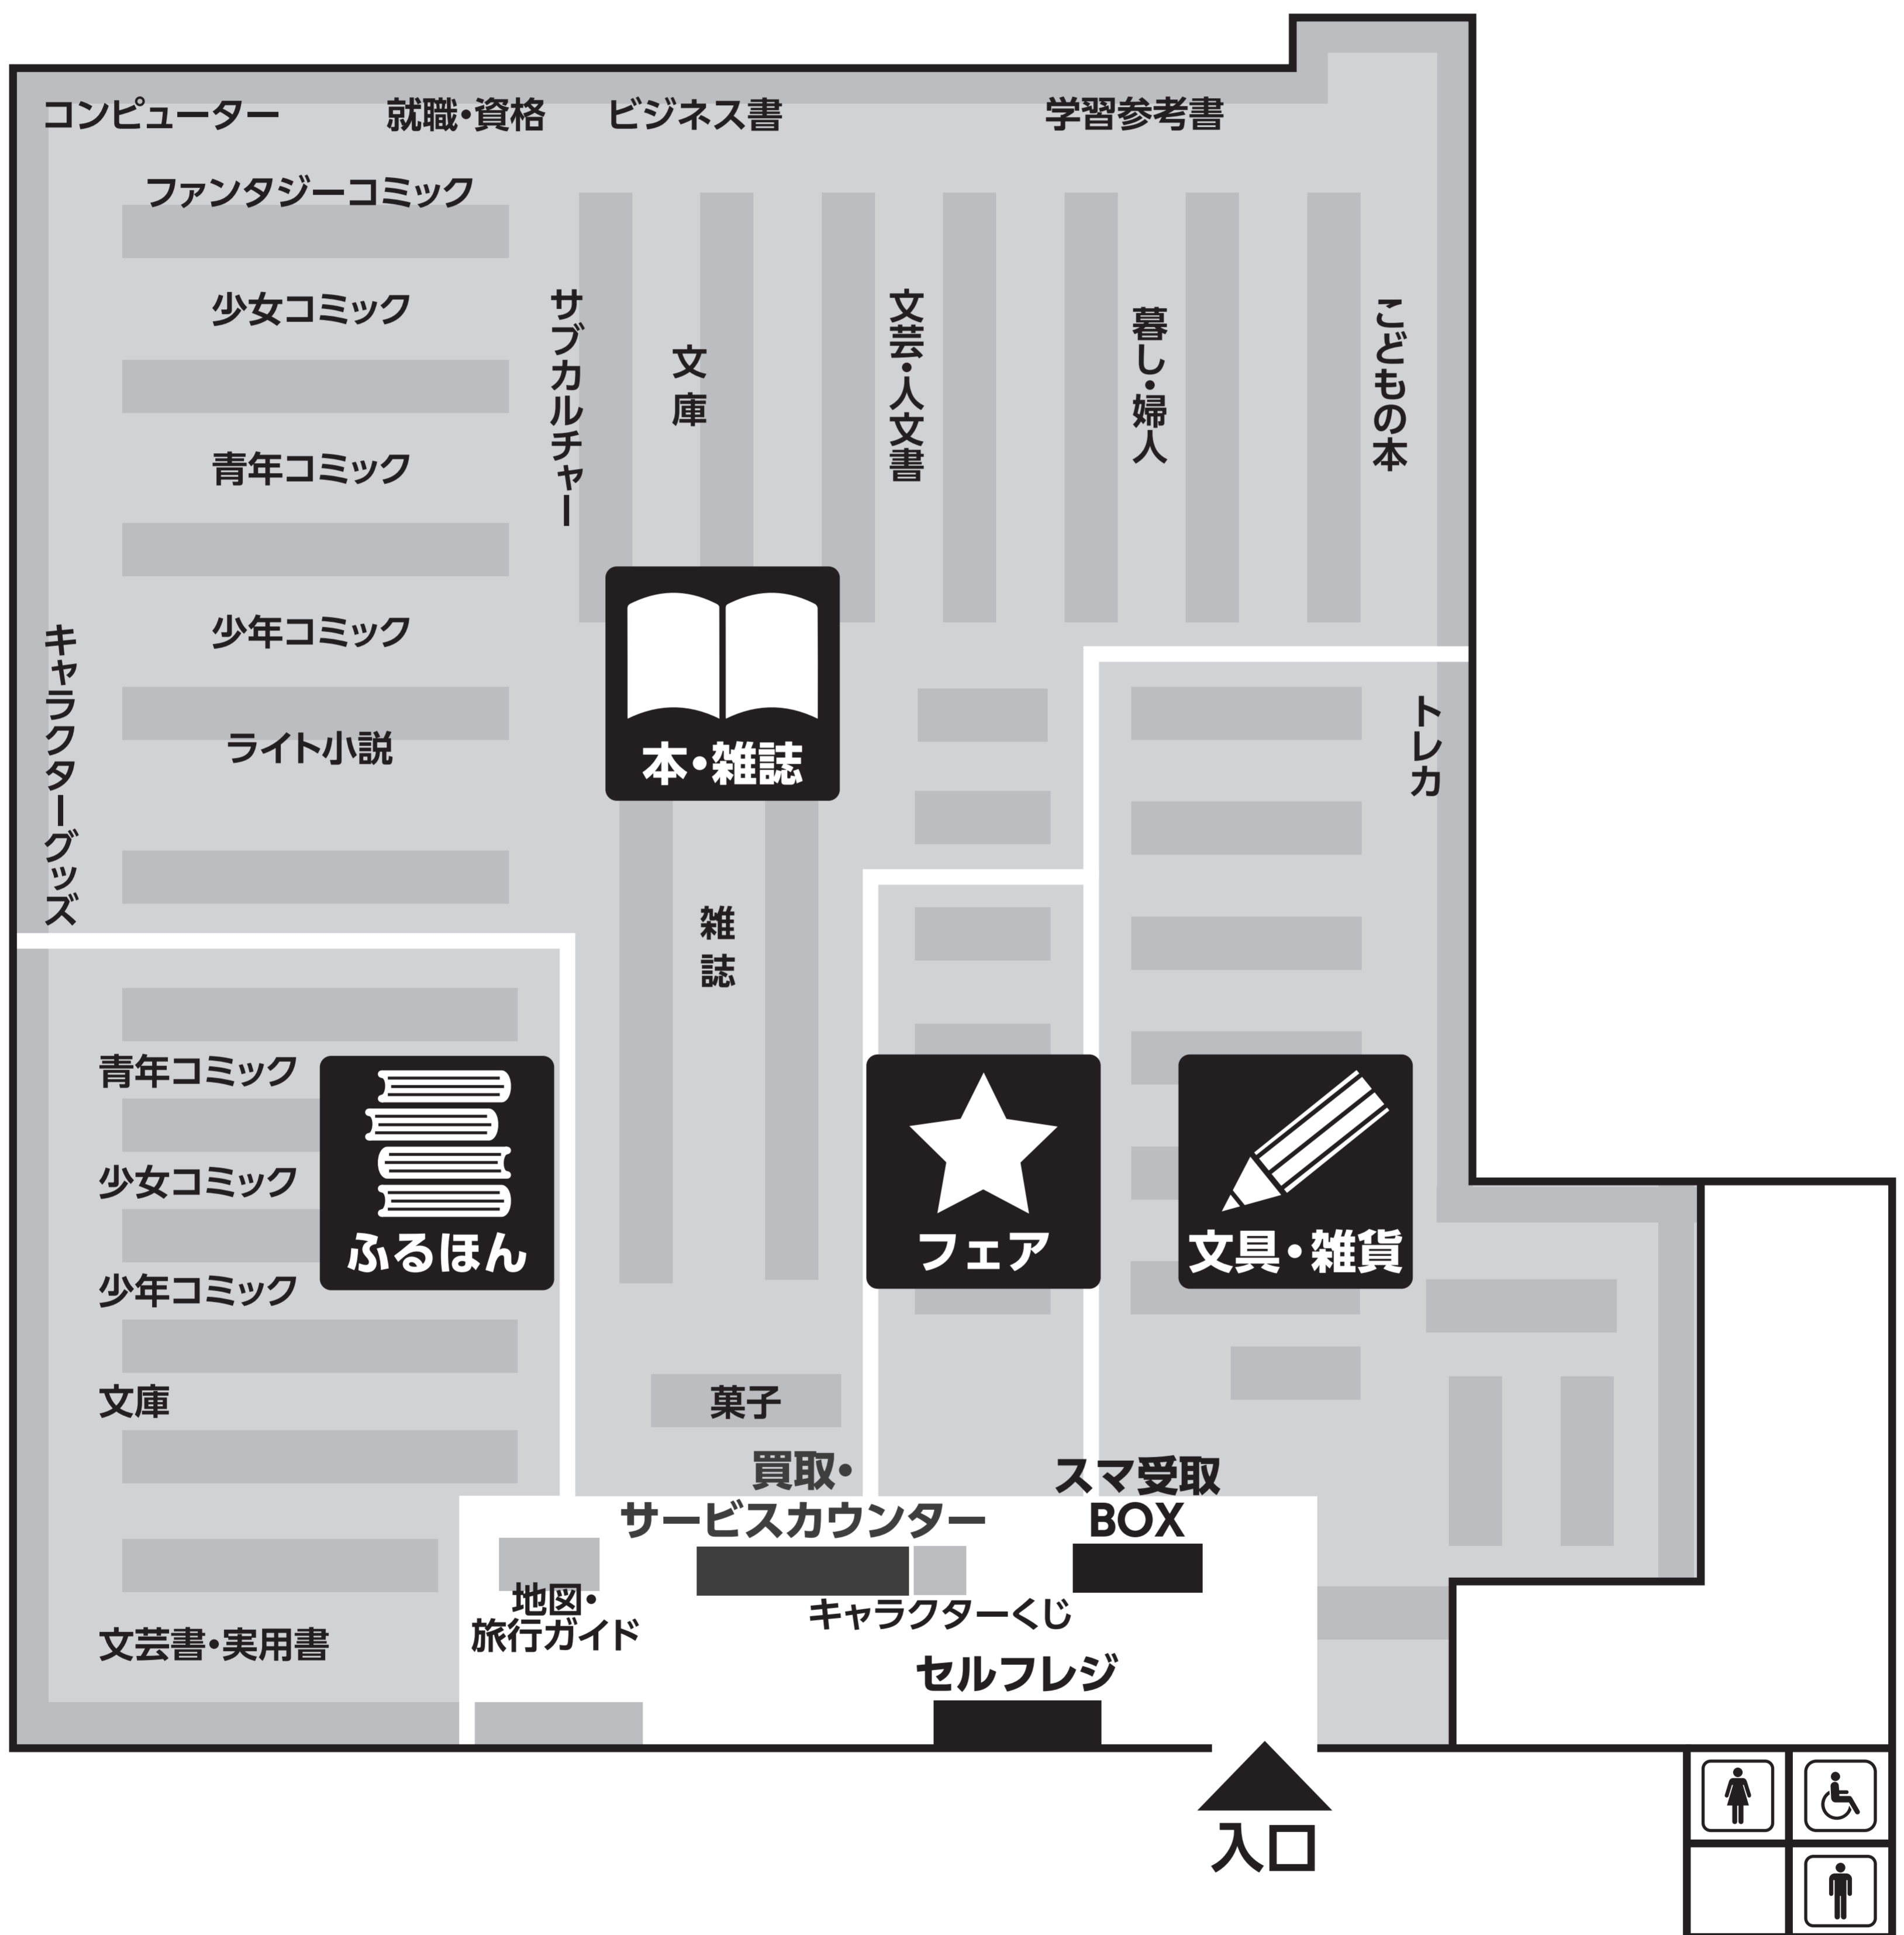 コンピューター
就職・資格
ビジネス書
学習参考書
ファンタジーコミック
少女コミック
青年コミック
少年コミック
ライトノベル小説
キャラクターグッズ
サブカルチャー
文庫
文芸・人文書
暮し・婦人
こどもの本
本・雑誌
トレカ
雑誌
青年コミック
少女コミック
少年コミック
文庫
文芸書・実用書
ふるほん
フェア
文具・雑貨
菓子
買取・
サービスカウンター
スマ受取
BOX
地図・
旅行ガイド
キャラクターくじ
セルフレジ
入口